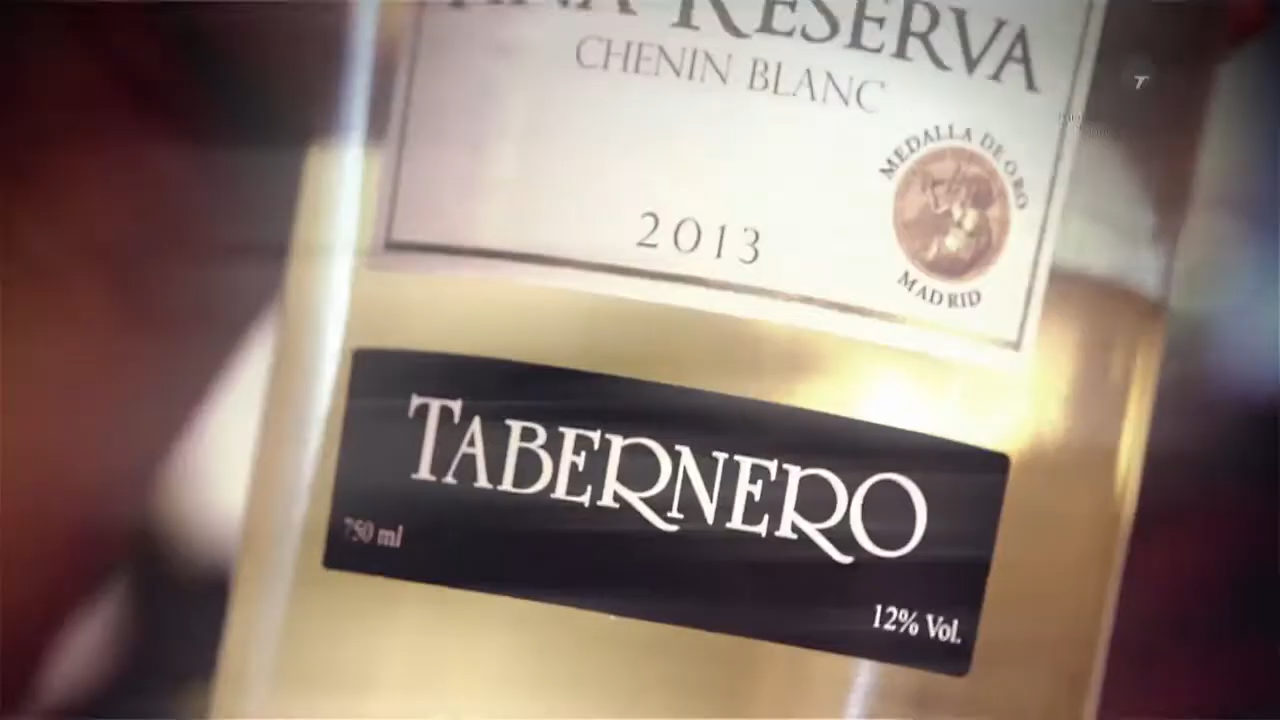 RESERVA
CHENIN BLANC
MEDALLA DE ORO
MADRID
2013
TABERNERO
750 ml
12% Vol.
T